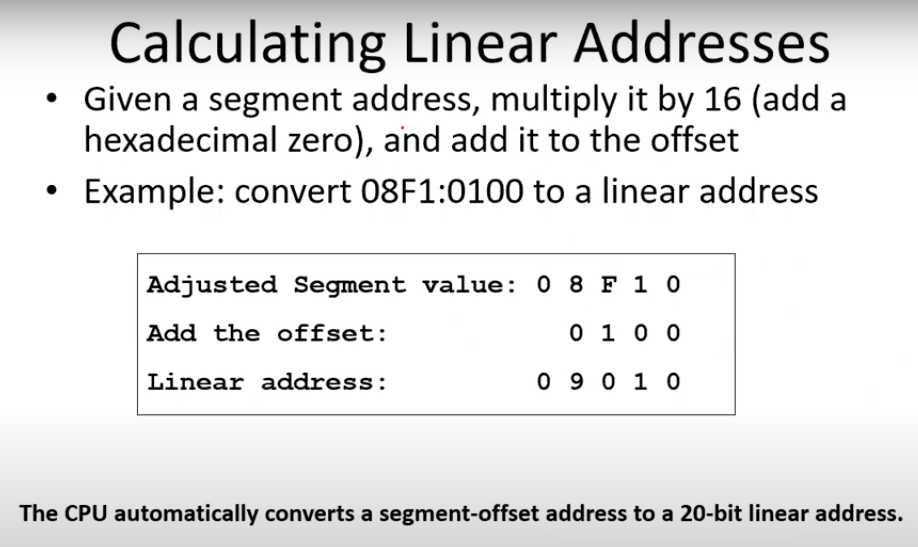 Calculating Linear Addresses
• Given a segment address, multiply it by 16 (add a
hexadecimal zero), and add it to the offset
• Example: convert 08F1:0100 to a linear address
Adjusted Segment value: 0 8 F 1 0
Add the offset: 0 1 0 0
Linear address: 0 9 0 1 0
The CPU automatically converts a segment-offset address to a 20-bit linear address.